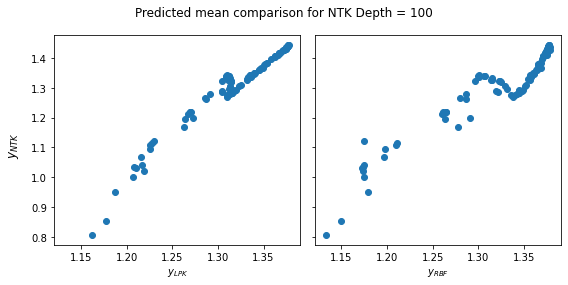 Predicted mean comparison for NTK Depth = 100
y_NTK
1.4
1.3
1.2
1.1
1.0
0.9
0.8
1.15 1.20 1.25 1.30 1.35
1.15 1.20 1.25 1.30 1.35
y_LPK
y_RBF